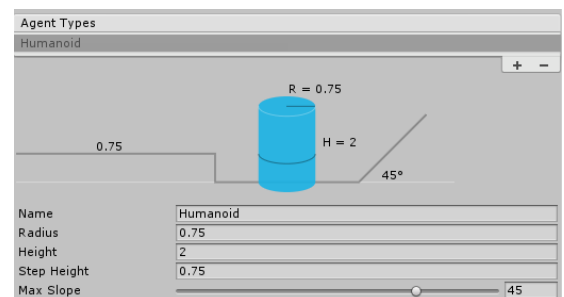 Agent Types
Humanoid
+ -
R = 0.75
0.75
H = 2
45°
Name Humanoid
Radius 0.75
Height 2
Step Height 0.75
Max Slope 45